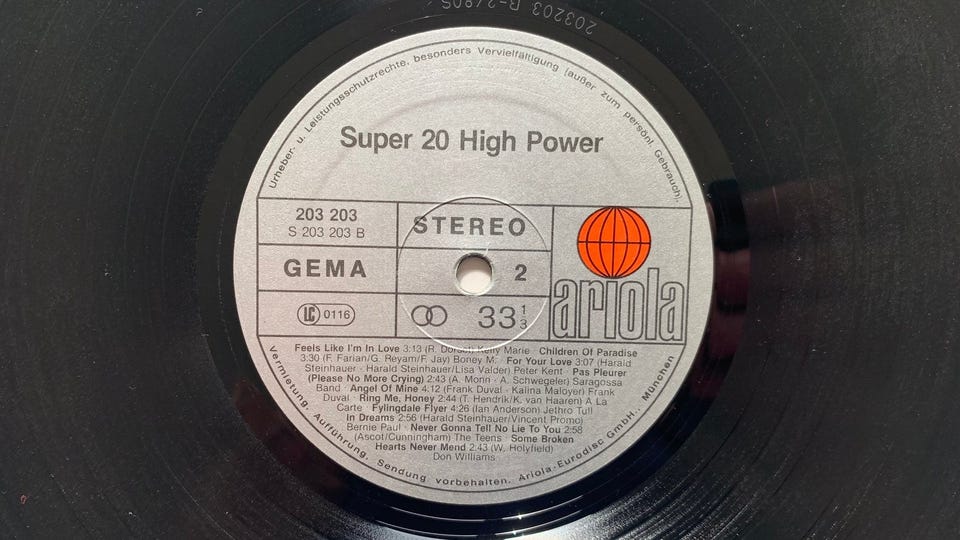 203203 R-2/80S
Urheber- u. Leistungsschutzrechte, besonders Vervielfältigung (außer zum persönl. Gebrauch),
Super 20 High Power
203 203
S 203 203 B
STEREO
GEMA
2
LC 0116
33 1/3
ariola
Feels Like I'm In Love 3:13 (R. Dorset) Kelly Marie · Children Of Paradise
3:30 (F. Farian/G. Reyam/F. Jay) Boney M. · For Your Love 3:07 (Harald
Steinhauer · Harald Steinhauer/Lisa Valder) Peter Kent · Pas Pleurer
(Please No More Crying) 2:43 (A. Monn · A. Schwegeler) Saragossa
Band · Angel Of Mine 4:12 (Frank Duval · Kalina Maloyer) Frank
Duval · Ring Me, Honey 2:44 (T. Hendrik/K. van Haaren) A La
Carte · Fylingdale Flyer 4:26 (Ian Anderson) Jethro Tull
In Dreams 2:56 (Harald Steinhauer/Vincent Promo)
Bernie Paul · Never Gonna Tell No Lie To You 2:58
(Ascot/Cunningham) The Teens · Some Broken
Hearts Never Mend 2:43 (W. Holyfield)
Don Williams
Vermietung, Aufführung, Sendung vorbehalten. Ariola-Eurodisc GmbH., München